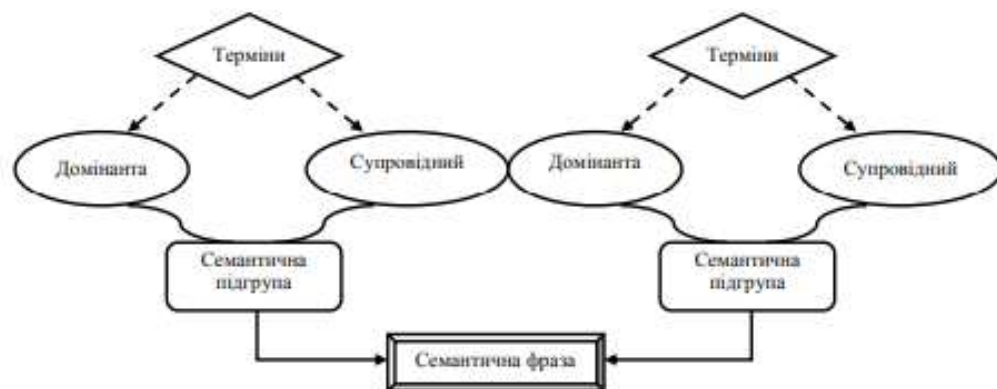 Терміни
Терміни
Домінанта
Супровідний
Домінанта
Супровідний
Семантична
підгрупа
Семантична
підгрупа
Семантична фраза